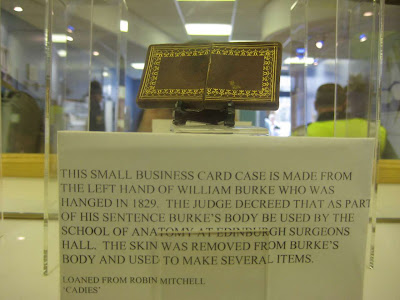 THIS SMALL BUSINESS CARD CASE IS MADE FROM
THE LEFT HAND OF WILLIAM BURKE WHO WAS
HANGED IN 1829. THE JUDGE DECREED THAT AS PART
OF HIS SENTENCE BURKE'S BODY BE USED BY THE
SCHOOL OF ANATOMY AT EDINBURGH SURGEONS
HALL. THE SKIN WAS REMOVED FROM BURKE'S
BODY AND USED TO MAKE SEVERAL ITEMS.
LOANED FROM ROBIN MITCHELL
'CADIES'